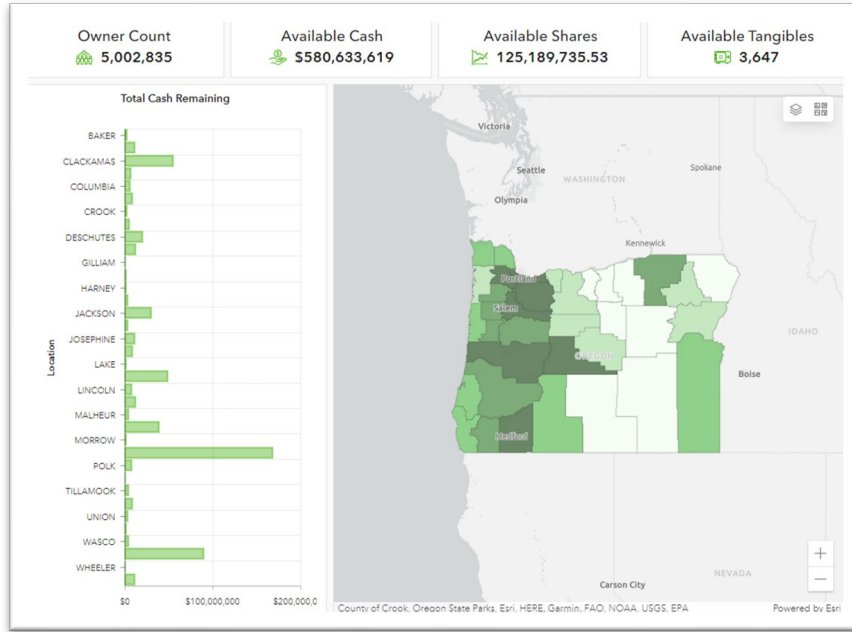 Owner Count
5,002,835
Available Cash
$580,633,619
Available Shares
125,189,735.53
Available Tangibles
3,647
Total Cash Remaining
Location
BAKER
CLACKAMAS
COLUMBIA
CROOK
DESCHUTES
GILLIAM
HARNEY
JACKSON
JOSEPHINE
LAKE
LINCOLN
MALHEUR
MORROW
POLK
TILLAMOOK
UNION
WASCO
WHEELER
$0
$100,000,000
$200,000,0
Victoria
Seattle
WASHINGTON
Spokane
Olympia
Kennewick
Portland
Salem
OREGON
IDAHO
Boise
Medford
NEVADA
Carson City
+
−
County of Crook, Oregon State Parks, Esri, HERE, Garmin, FAO, NOAA, USGS, EPA
Powered by Esri